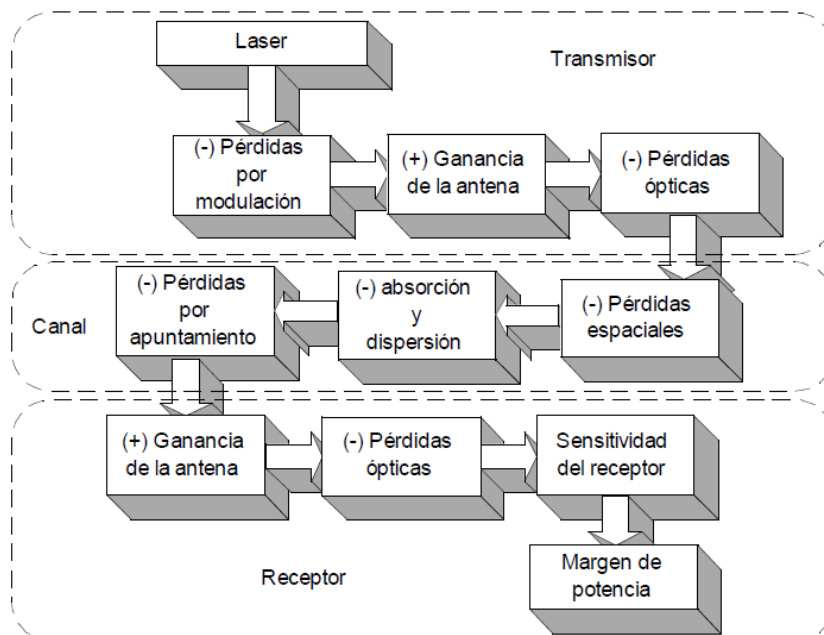 Laser
Transmisor
(-) Pérdidas
por
modulación
(+) Ganancia
de la antena
(-) Pérdidas
ópticas
Canal
(-) Pérdidas
por
apuntamiento
(-) absorción
y
dispersión
(-) Pérdidas
espaciales
(+) Ganancia
de la antena
(-) Pérdidas
ópticas
Sensitividad
del receptor
Receptor
Margen de
potencia